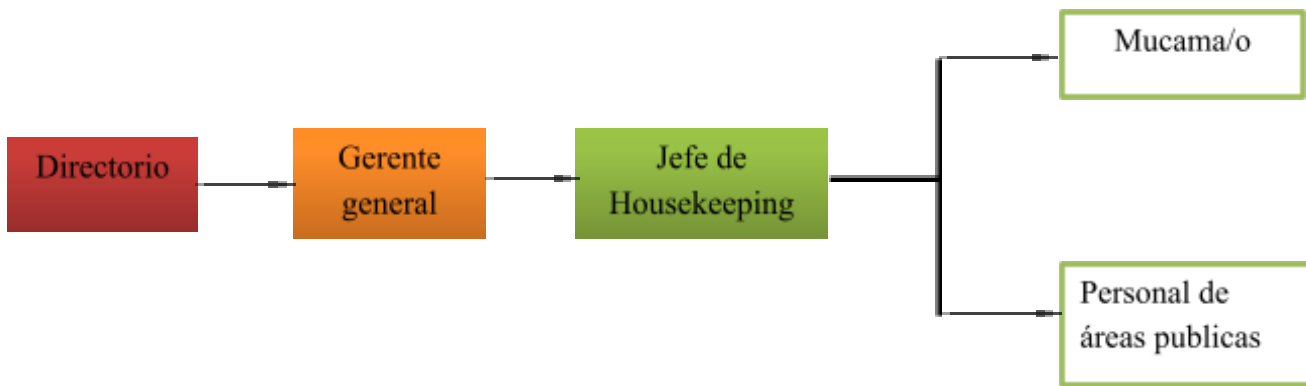 Directorio
Gerente
general
Jefe de
Housekeeping
Mucama/o
Personal de
áreas publicas